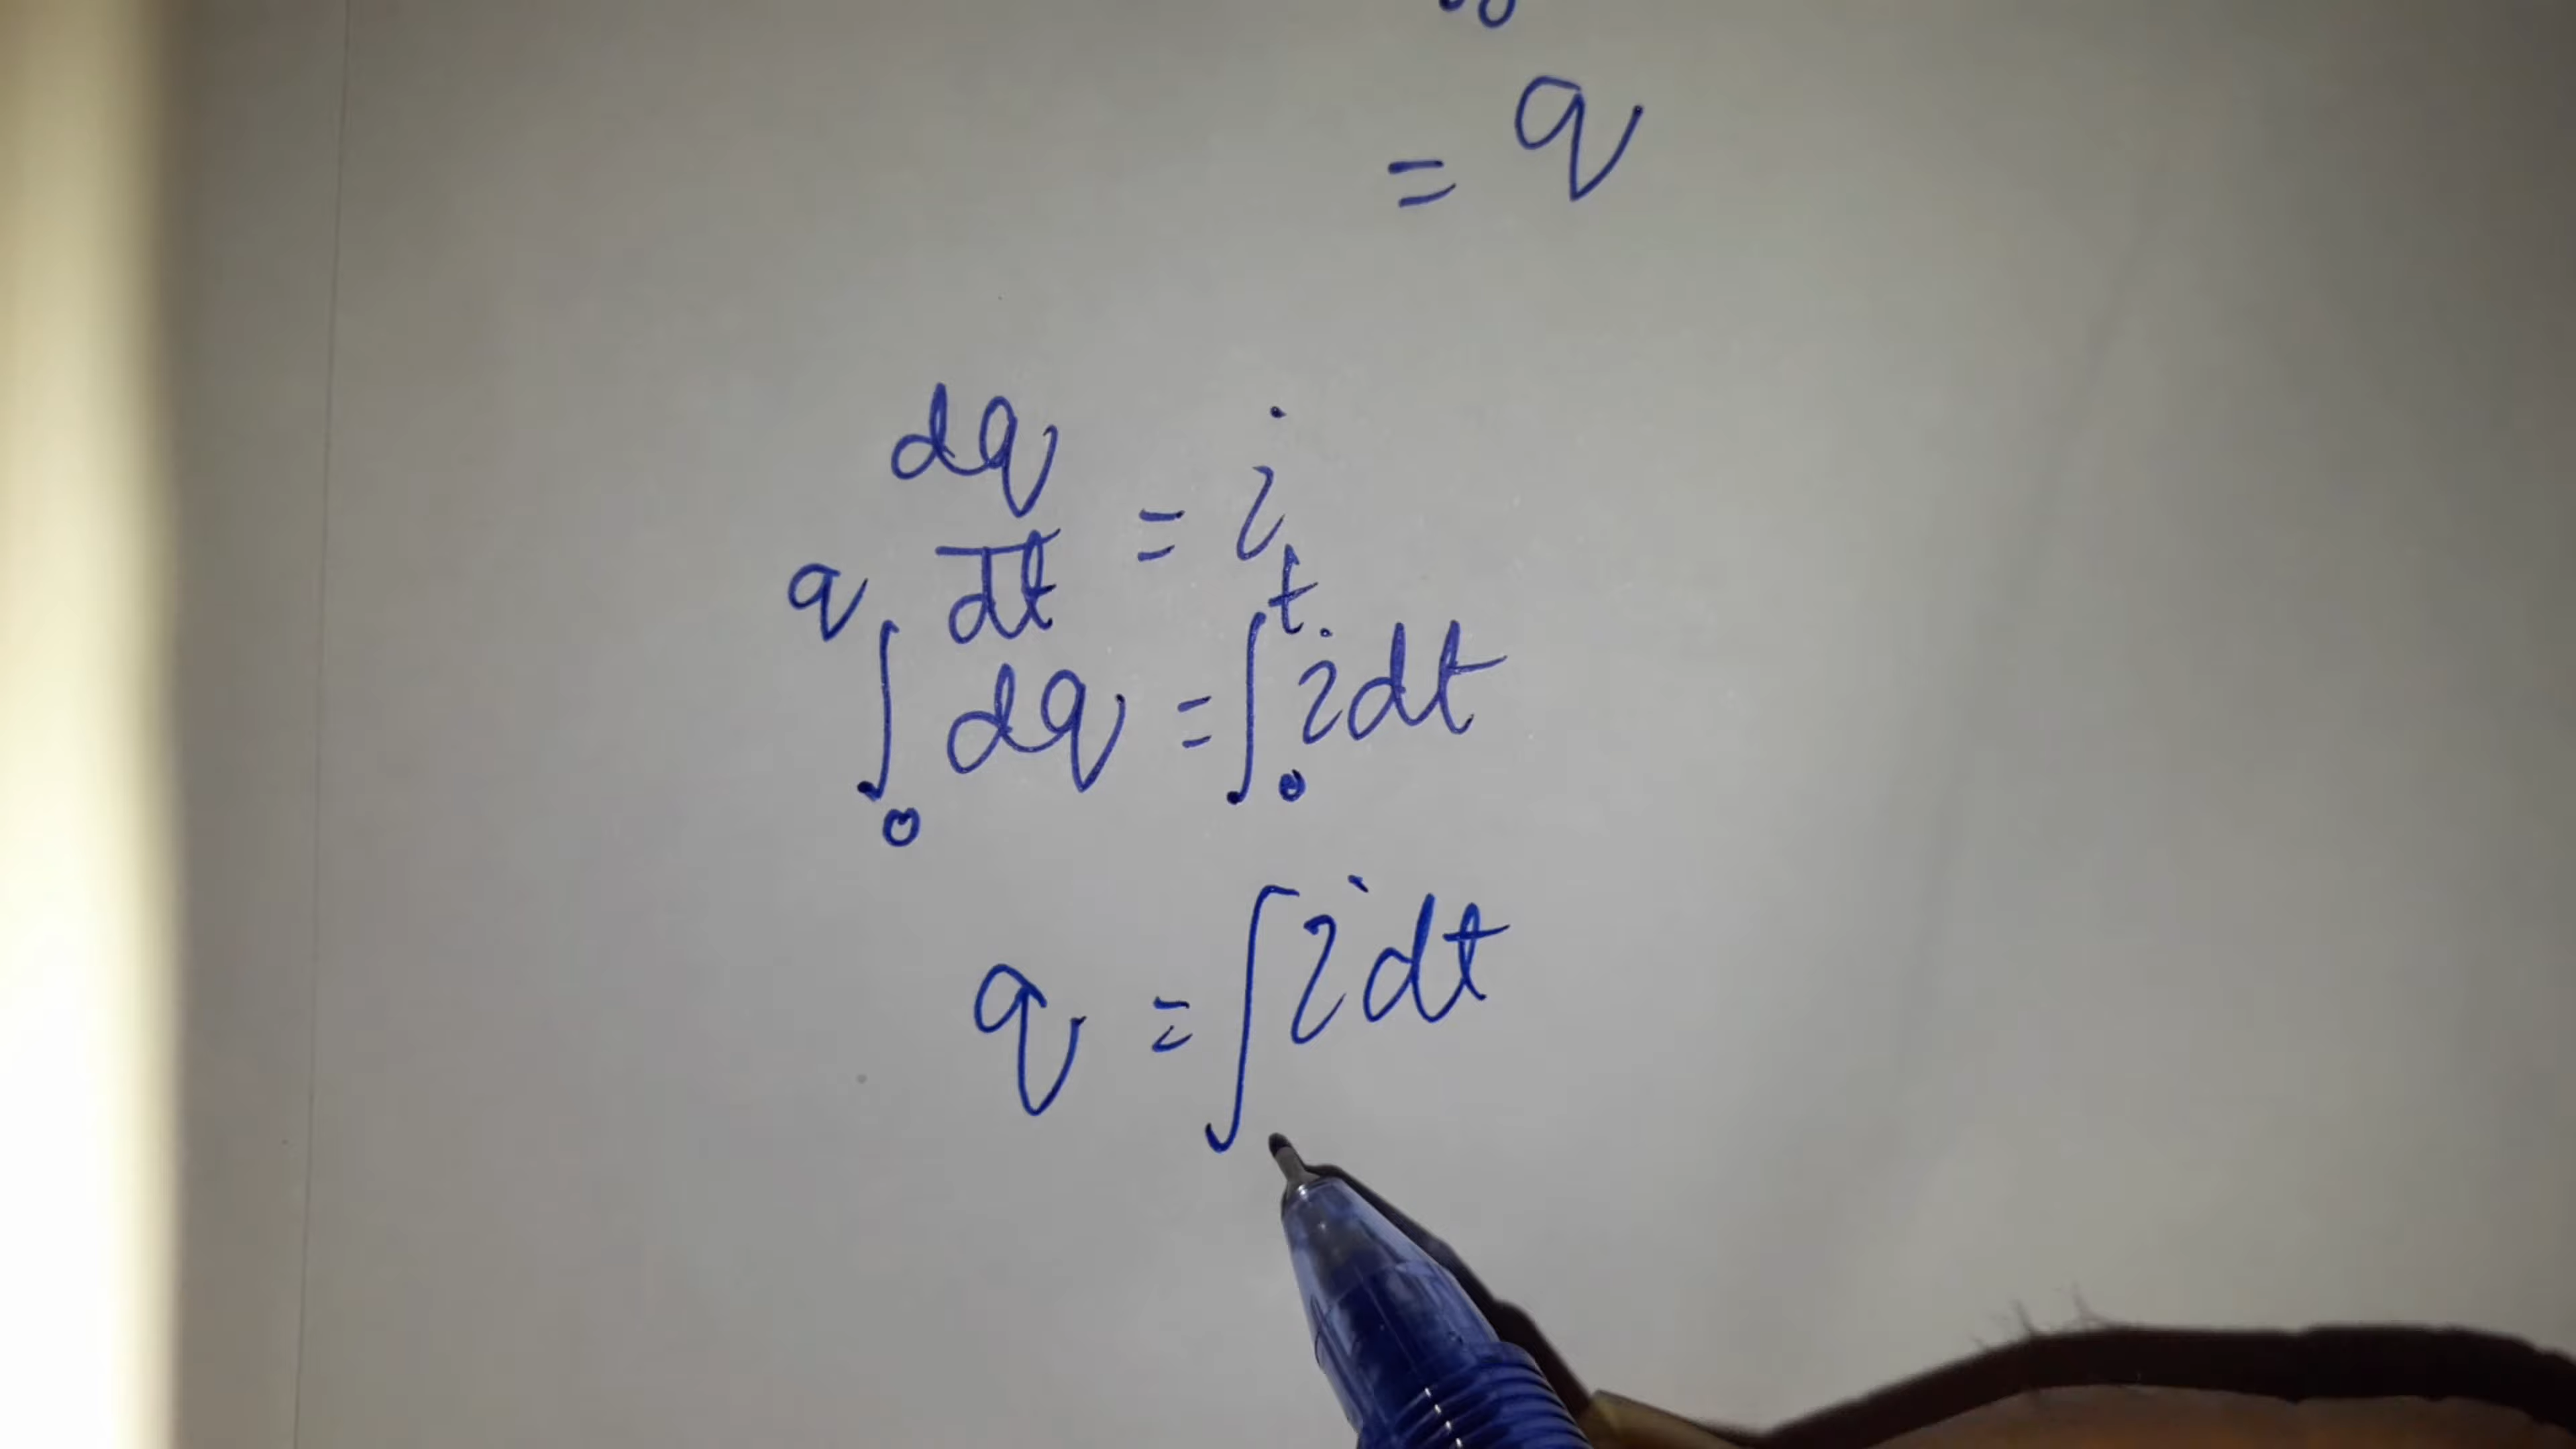 = q
dq/dt = i
∫₀^q dq = ∫₀^t i dt
q = ∫ i dt